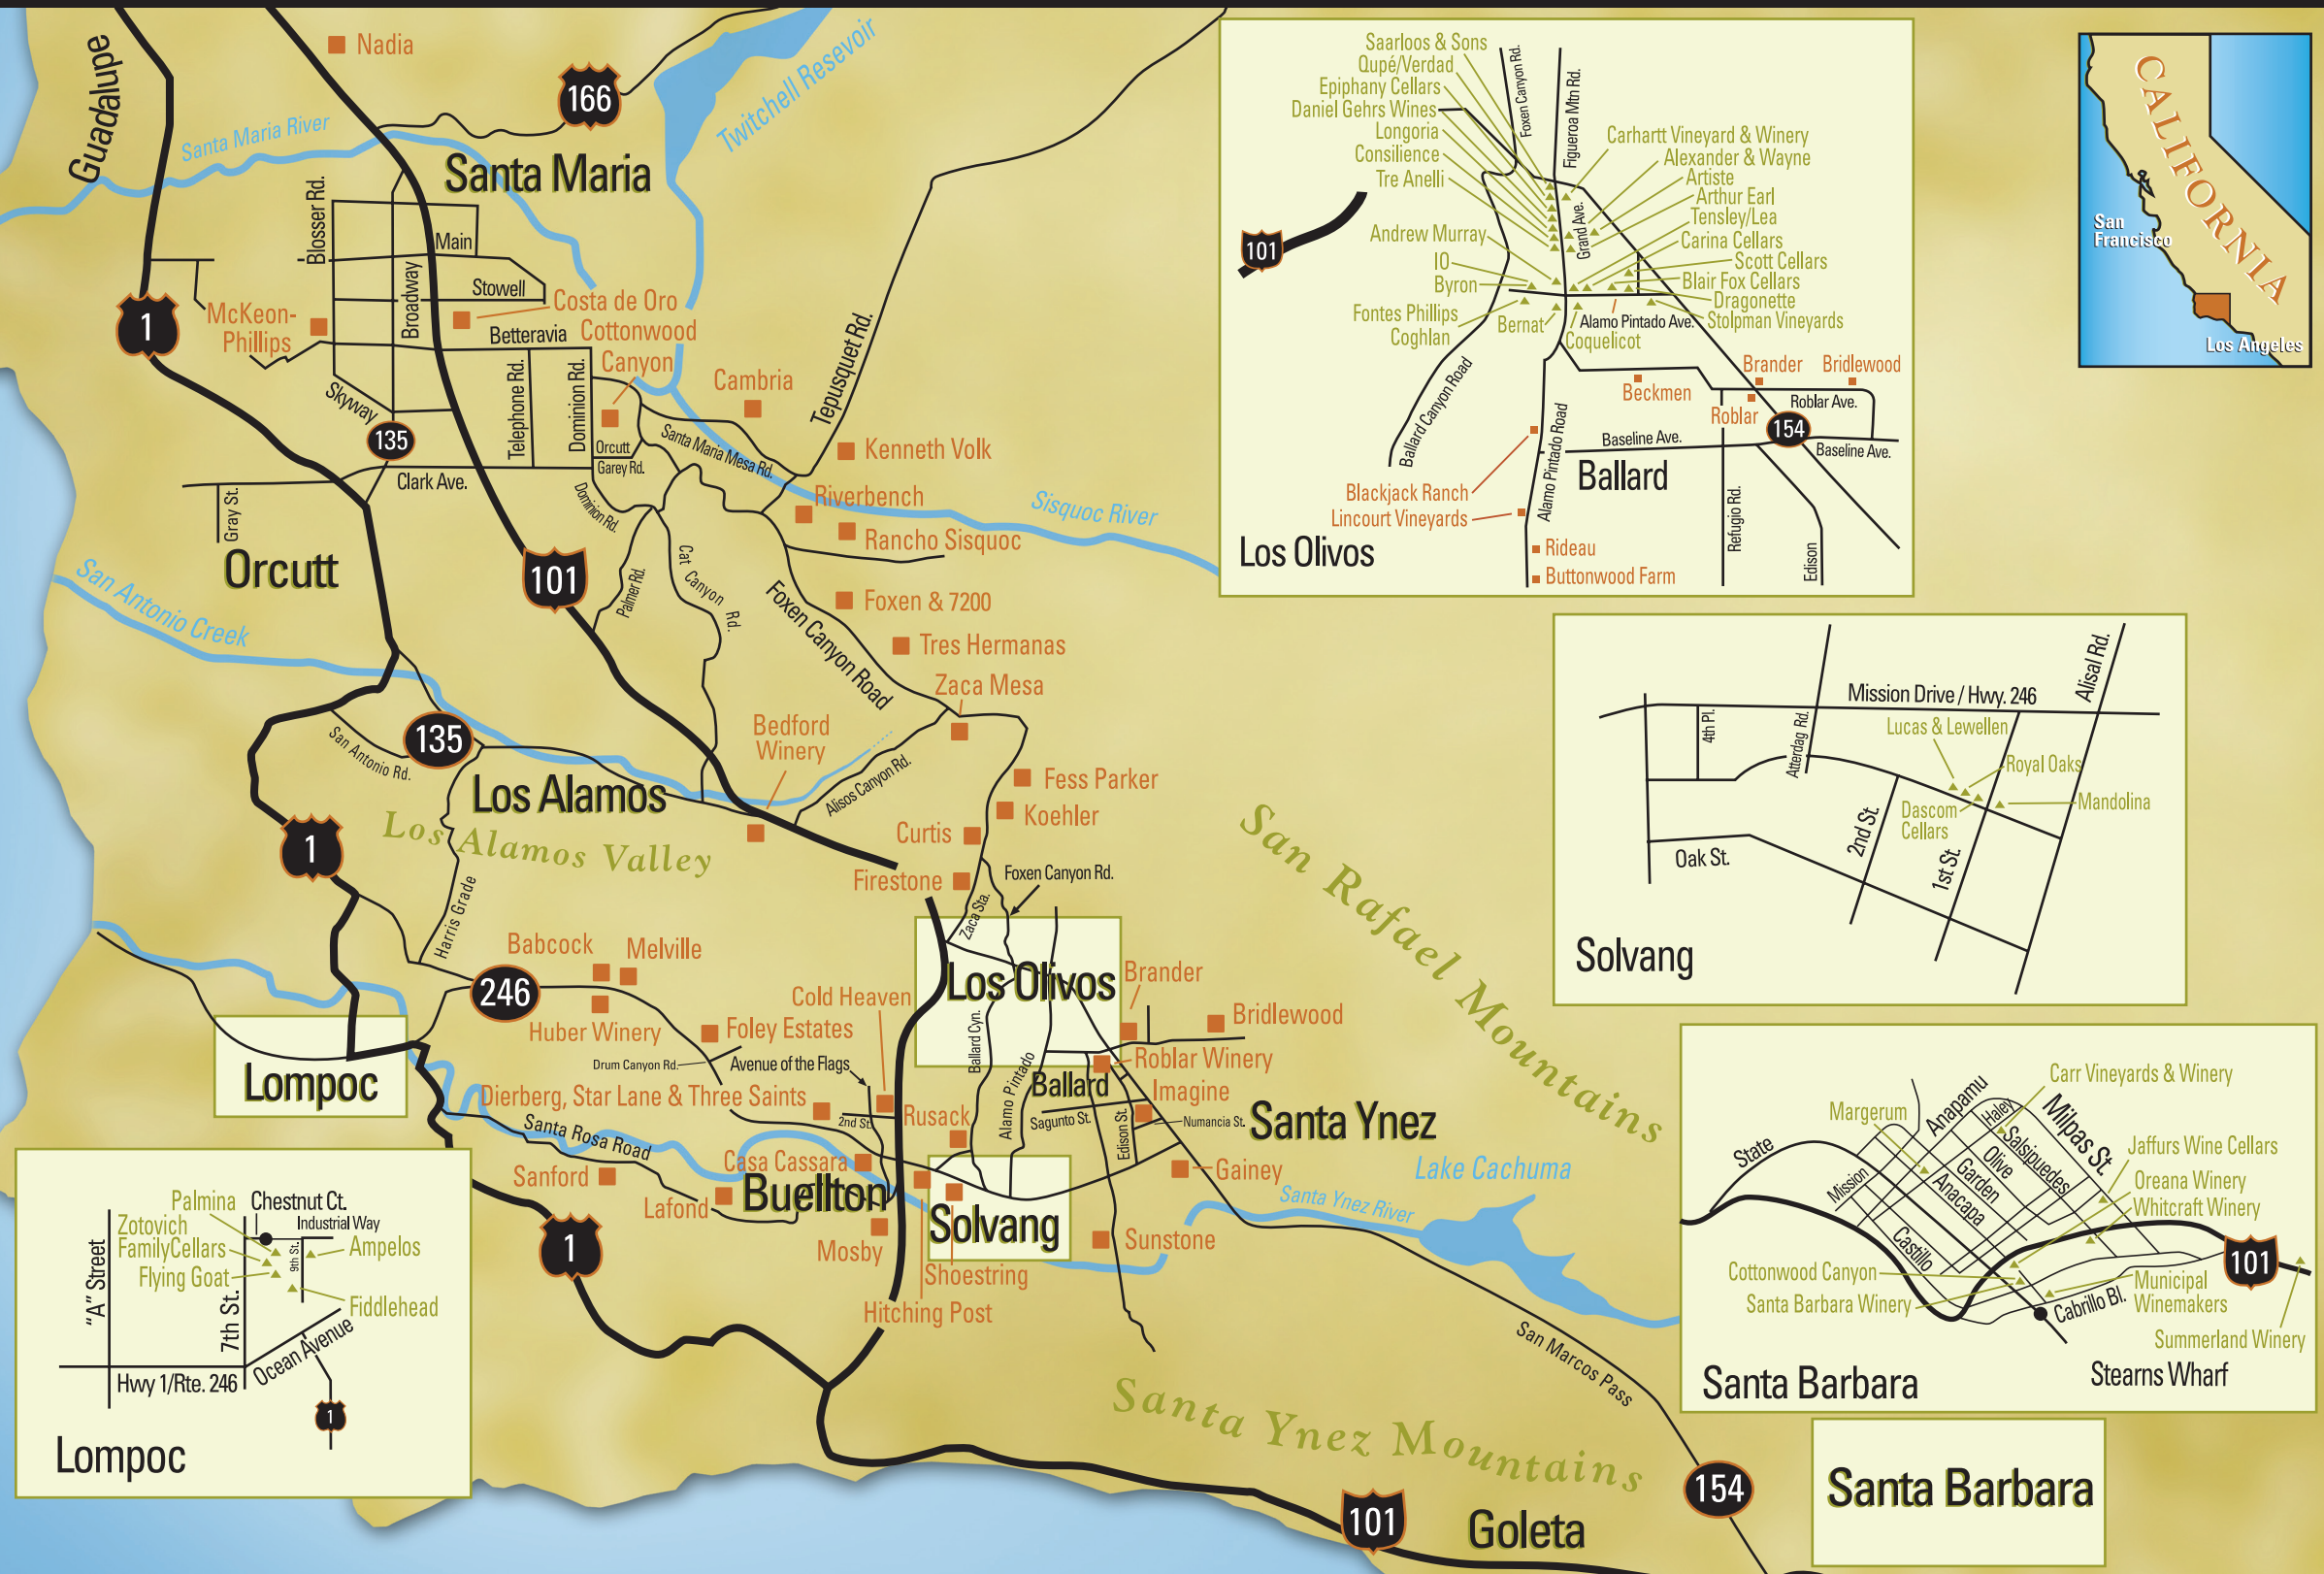 Guadalupe
Nadia
166
Twitchell Resevoir
Santa Maria River
Santa Maria
Blosser Rd.
Main
Broadway
Stowell
Costa de Oro
1
McKeon-
Phillips
Betteravia
Cottonwood
Canyon
Skyway
135
Telephone Rd.
Dominion Rd.
Cambria
Tepusquet Rd.
Orcutt
Garey Rd.
Santa Maria Mesa Rd.
Kenneth Volk
Clark Ave.
Gray St.
Dominion Rd.
Riverbench
Sisquoc River
Rancho Sisquoc
Orcutt
101
Cat Canyon Rd.
Palmer Rd.
San Antonio Creek
Foxen & 7200
Foxen Canyon Road
Tres Hermanas
Zaca Mesa
135
San Antonio Rd.
Bedford
Winery
Los Alamos
Alisos Canyon Rd.
Fess Parker
Koehler
Los Alamos Valley
1
Curtis
Firestone
Foxen Canyon Rd.
Harris Grade
Zaca Sta.
San Rafael Mountains
Babcock
Melville
246
Huber Winery
Cold Heaven
Los Olivos
Brander
Bridlewood
Foley Estates
Drum Canyon Rd.
Avenue of the Flags
Ballard Cyn.
Alamo Pintado
Roblar Winery
Ballard
Lompoc
Dierberg, Star Lane & Three Saints
Imagine
Rusack
2nd St.
Sagunto St.
Edison St.
Numancia St.
Santa Ynez
Santa Rosa Road
Casa Cassara
Sanford
Lafond
Buellton
Gainey
Lake Cachuma
Santa Ynez River
Solvang
Mosby
Sunstone
Shoestring
Hitching Post
1
San Marcos Pass
Santa Ynez Mountains
101
Goleta
154
Santa Barbara
Saarloos & Sons
Qupé/Verdad
Epiphany Cellars
Daniel Gehrs Wines
Longoria
Consilience
Tre Anelli
Foxen Canyon Rd.
Figueroa Mtn Rd.
Carhartt Vineyard & Winery
Alexander & Wayne
Artiste
Arthur Earl
Tensley/Lea
Carina Cellars
Scott Cellars
Blair Fox Cellars
Dragonette
Stolpman Vineyards
Grand Ave.
101
Andrew Murray
IO
Byron
Fontes Phillips
Coghlan
Bernat
Alamo Pintado Ave.
Coquelicot
Ballard Canyon Road
Beckmen
Brander
Bridlewood
Roblar
Roblar Ave.
154
Baseline Ave.
Baseline Ave.
Ballard
Alamo Pintado Road
Blackjack Ranch
Lincourt Vineyards
Refugio Rd.
Edison
Rideau
Buttonwood Farm
Los Olivos
CALIFORNIA
San
Francisco
Los Angeles
Mission Drive / Hwy. 246
Alisal Rd.
4th Pl.
Atterdag Rd.
Lucas & Lewellen
Royal Oaks
Dascom
Cellars
Mandolina
2nd St.
1st St.
Oak St.
Solvang
Carr Vineyards & Winery
Margerum
Anapamu
Haley
Milpas St.
State
Salsipuedes
Jaffurs Wine Cellars
Olive
Garden
Anacapa
Mission
Oreana Winery
Whitcraft Winery
Castillo
101
Cottonwood Canyon
Santa Barbara Winery
Municipal
Winemakers
Cabrillo Bl.
Summerland Winery
Stearns Wharf
Santa Barbara
Palmina
Chestnut Ct.
Zotovich
FamilyCellars
Industrial Way
9th St.
Ampelos
Flying Goat
Fiddlehead
"A" Street
7th St.
Ocean Avenue
Hwy 1/Rte. 246
1
Lompoc